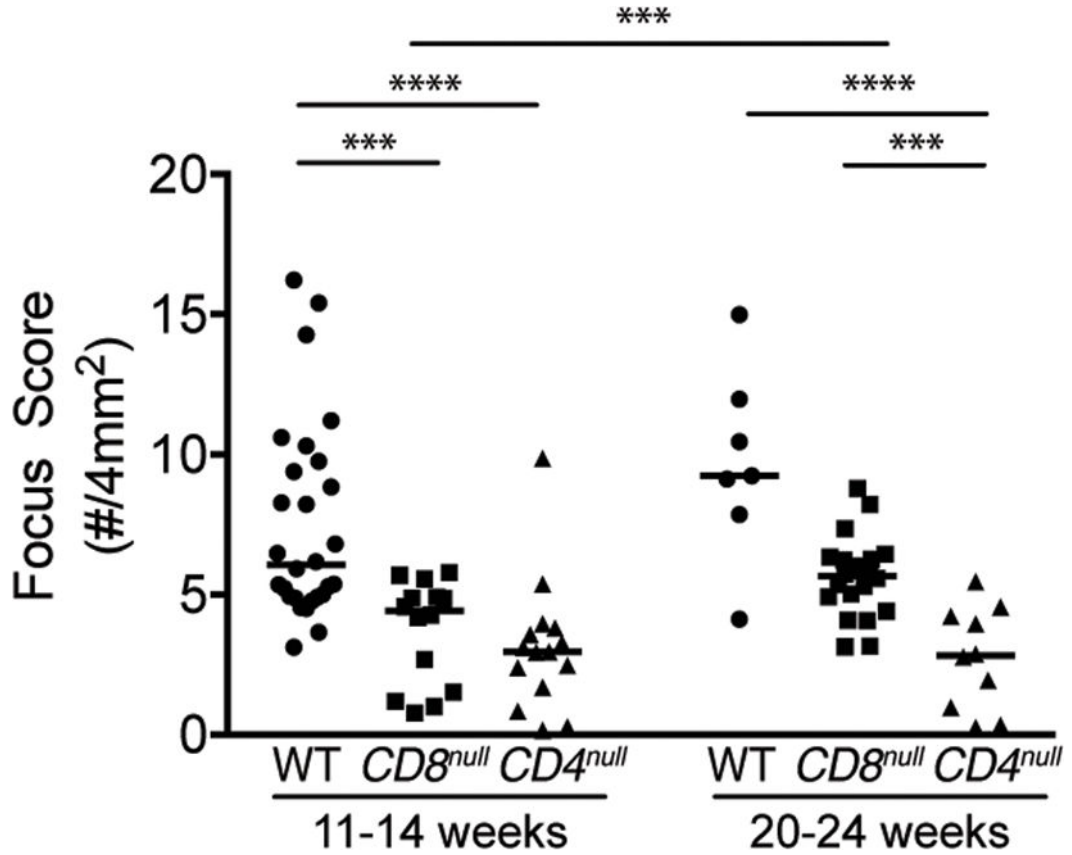 ***
****
****
***
***
20
15
10
5
0
Focus Score
(#/4mm²)
WT CD8ⁿᵘˡˡ CD4ⁿᵘˡˡ WT CD8ⁿᵘˡˡ CD4ⁿᵘˡˡ
11-14 weeks 20-24 weeks